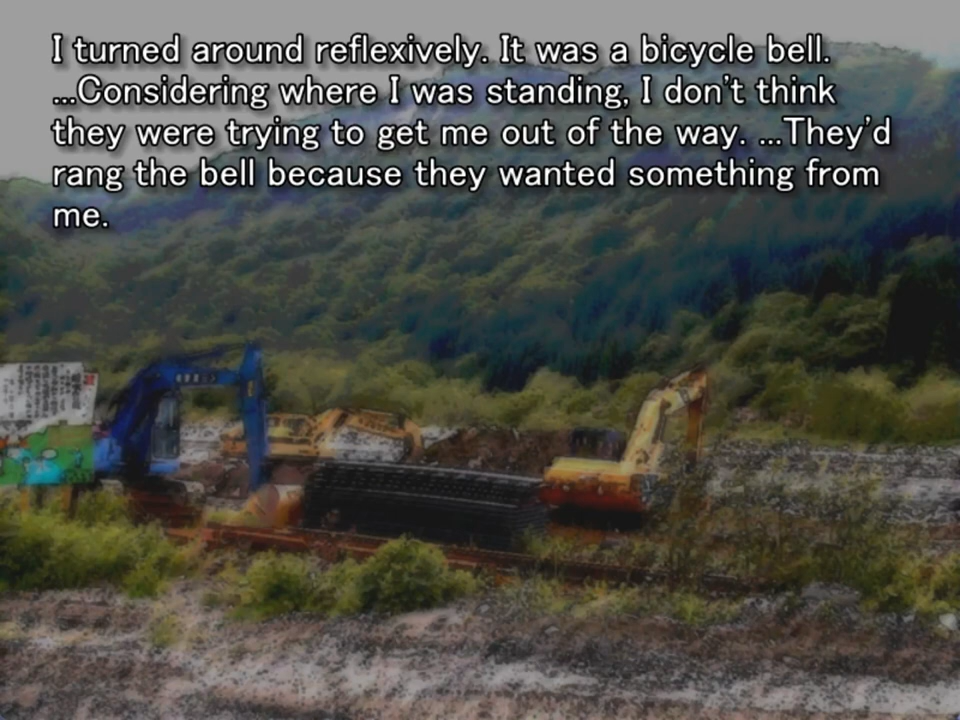 I turned around reflexively. It was a bicycle bell.
...Considering where I was standing, I don't think
they were trying to get me out of the way. ...They'd
rang the bell because they wanted something from
me.